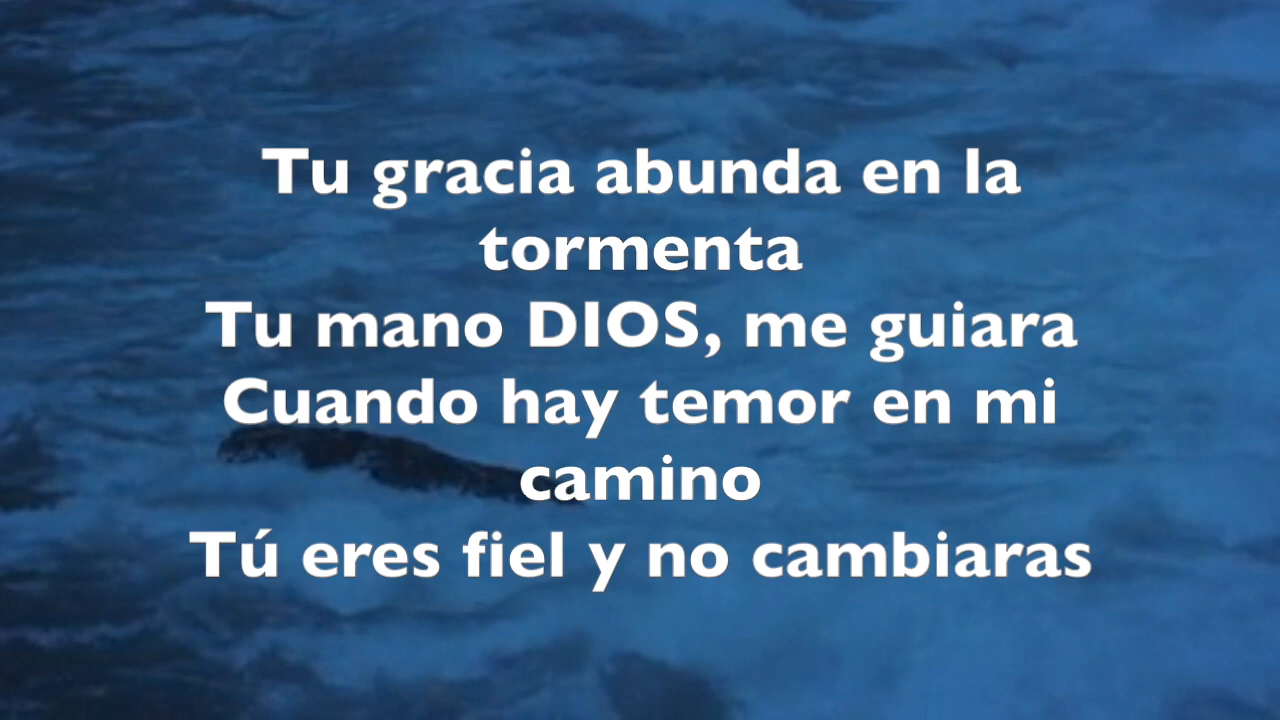 Tu gracia abunda en la
tormenta
Tu mano DIOS, me guiara
Cuando hay temor en mi
camino
Tú eres fiel y no cambiaras